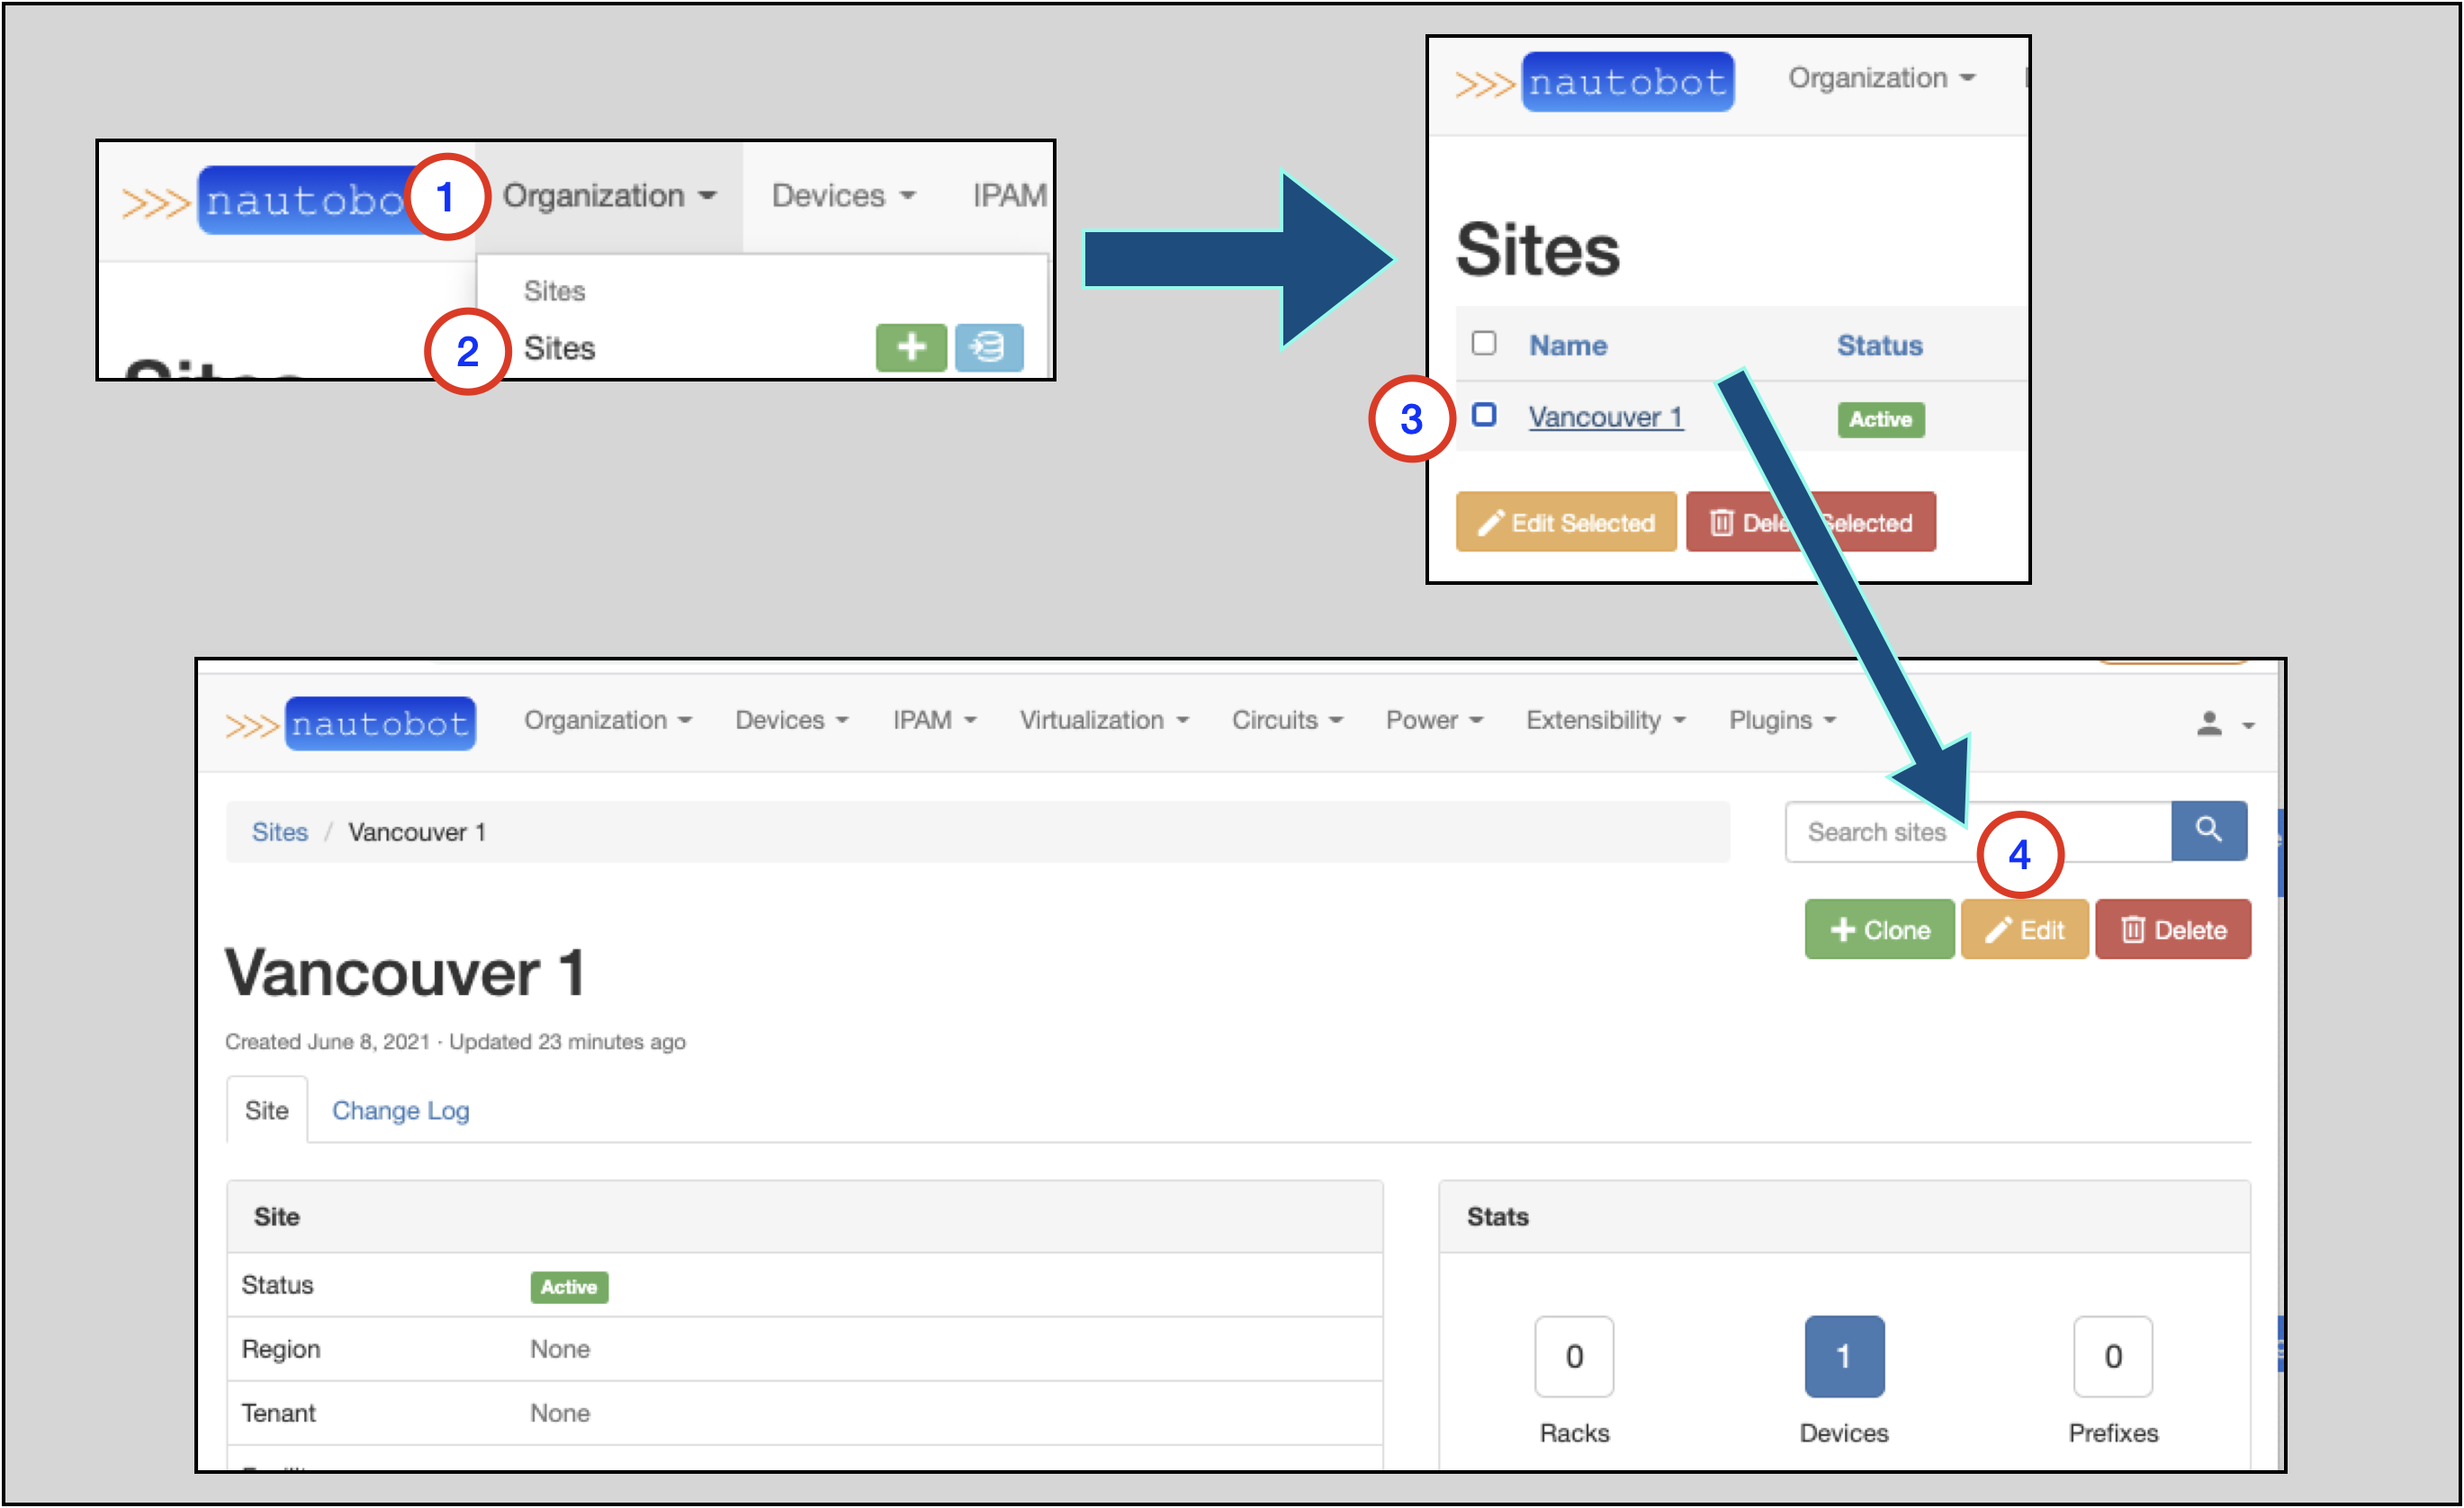 >>> nautobo
1
Organization
Devices
IPAM
Sites
2
Sites
Sites
>>> nautobot
Organization
Sites
Name
Status
3
Vancouver 1
Active
Edit Selected
Delete Selected
>>> nautobot
Organization
Devices
IPAM
Virtualization
Circuits
Power
Extensibility
Plugins
Sites / Vancouver 1
Search sites
4
Clone
Edit
Delete
Vancouver 1
Created June 8, 2021 · Updated 23 minutes ago
Site
Change Log
Site
Status
Active
Region
None
Tenant
None
Stats
0
Racks
1
Devices
0
Prefixes